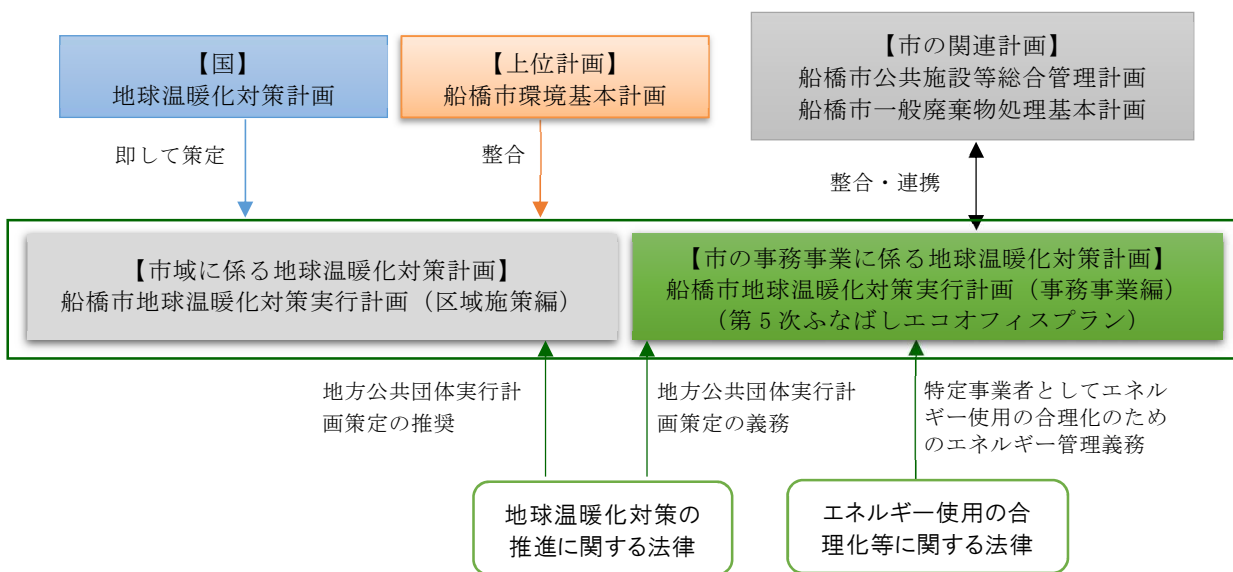 【国】
地球温暖化対策計画
【上位計画】
船橋市環境基本計画
【市の関連計画】
船橋市公共施設等総合管理計画
船橋市一般廃棄物処理基本計画
即して策定
整合
整合・連携
【市域に係る地球温暖化対策計画】
船橋市地球温暖化対策実行計画（区域施策編）
【市の事務事業に係る地球温暖化対策計画】
船橋市地球温暖化対策実行計画（事務事業編）
（第 5 次ふなばしエコオフィスプラン）
地方公共団体実行計
画策定の推奨
地方公共団体実行計
画策定の義務
特定事業者としてエネル
ギー使用の合理化のため
のエネルギー管理義務
地球温暖化対策の
推進に関する法律
エネルギー使用の合
理化等に関する法律